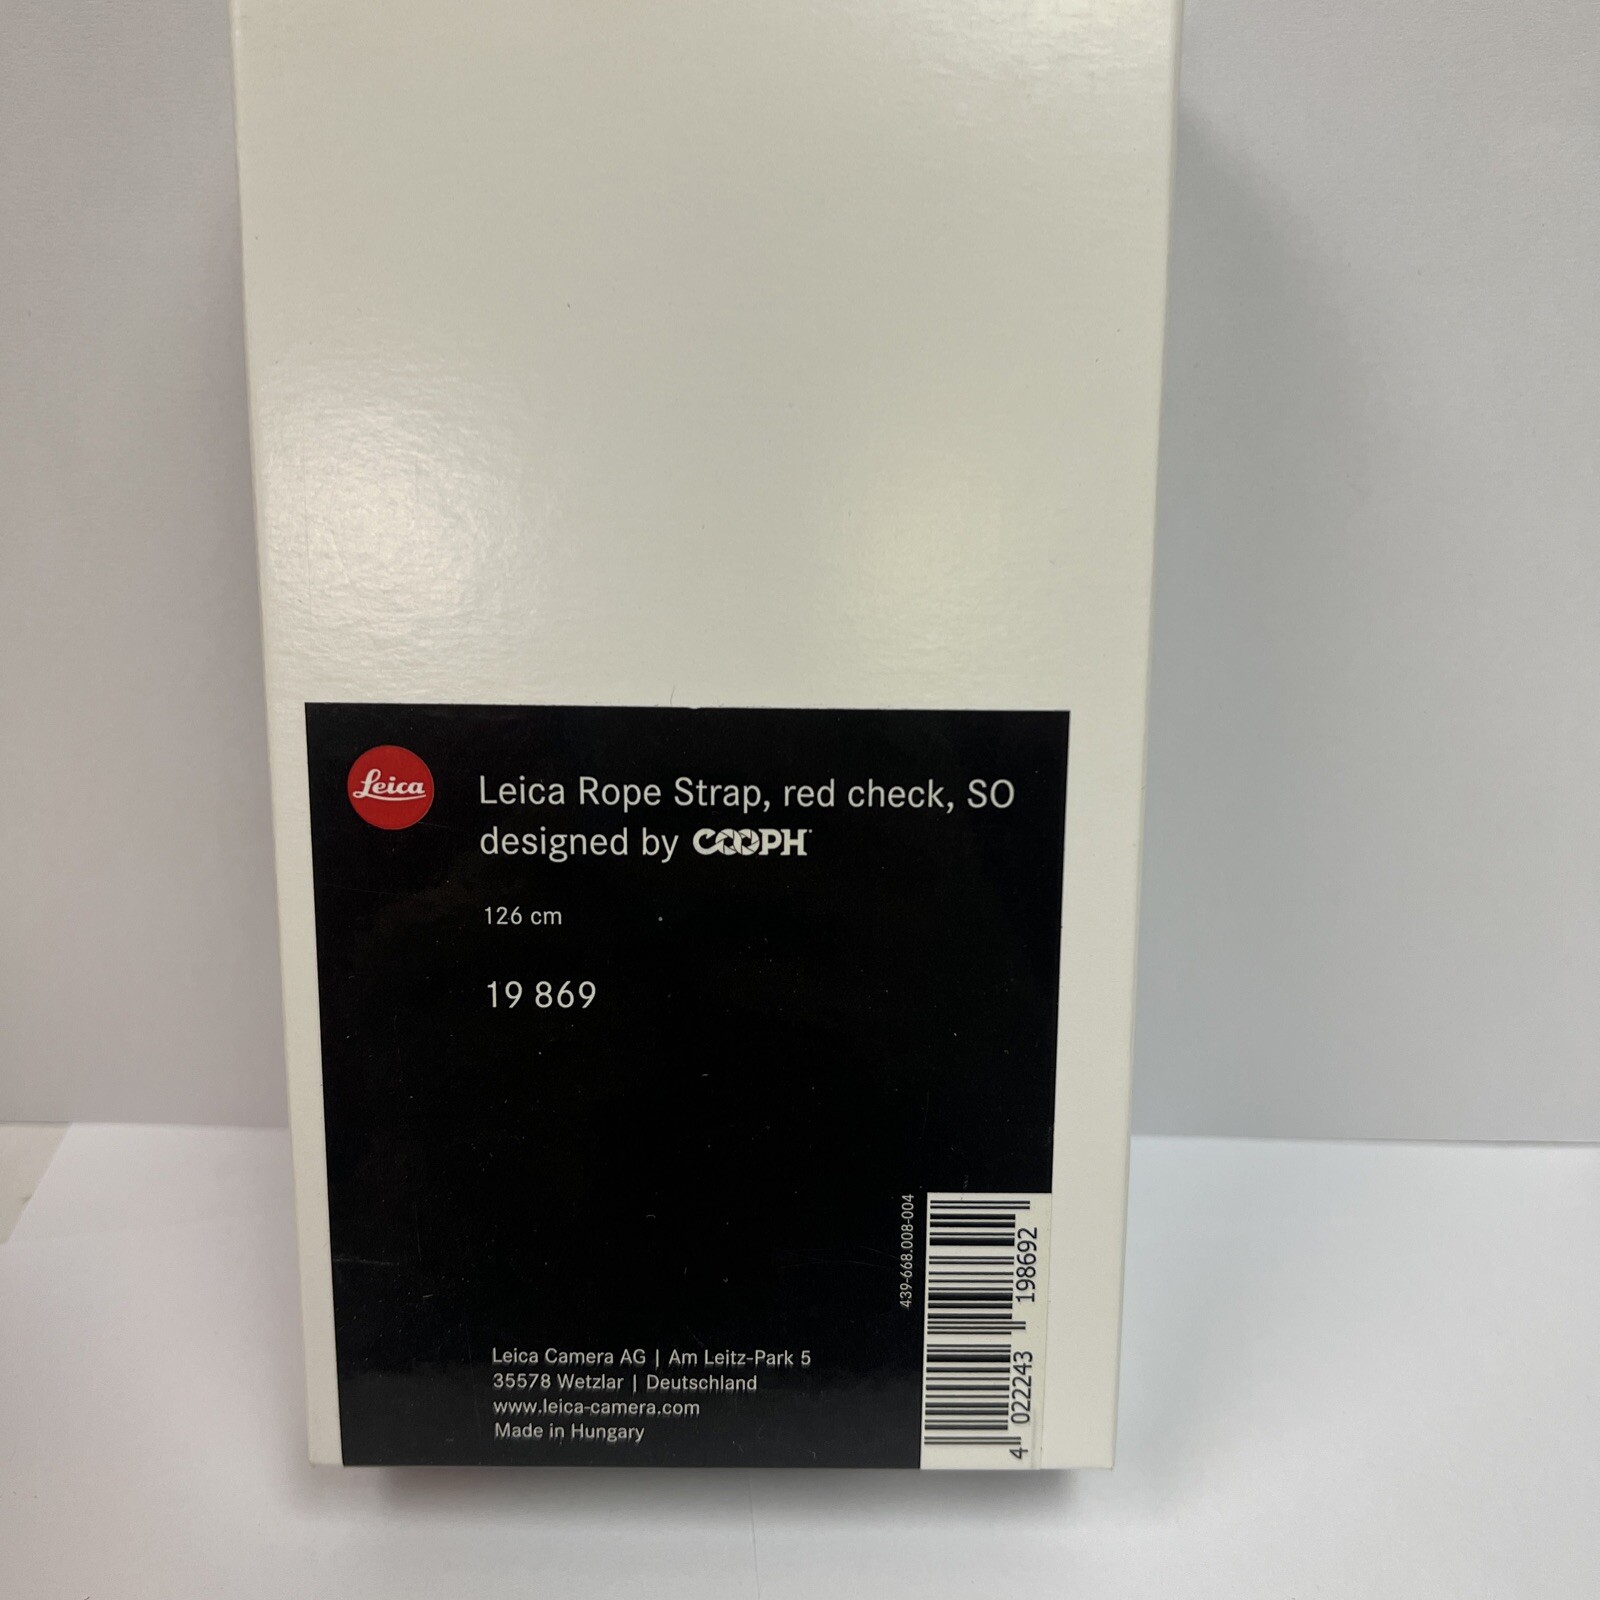 Leica
Leica Rope Strap, red check, SO
designed by COOPH
126 cm
19 869
439-668.008-004
4 022243 198692
Leica Camera AG | Am Leitz-Park 5
35578 Wetzlar | Deutschland
www.leica-camera.com
Made in Hungary